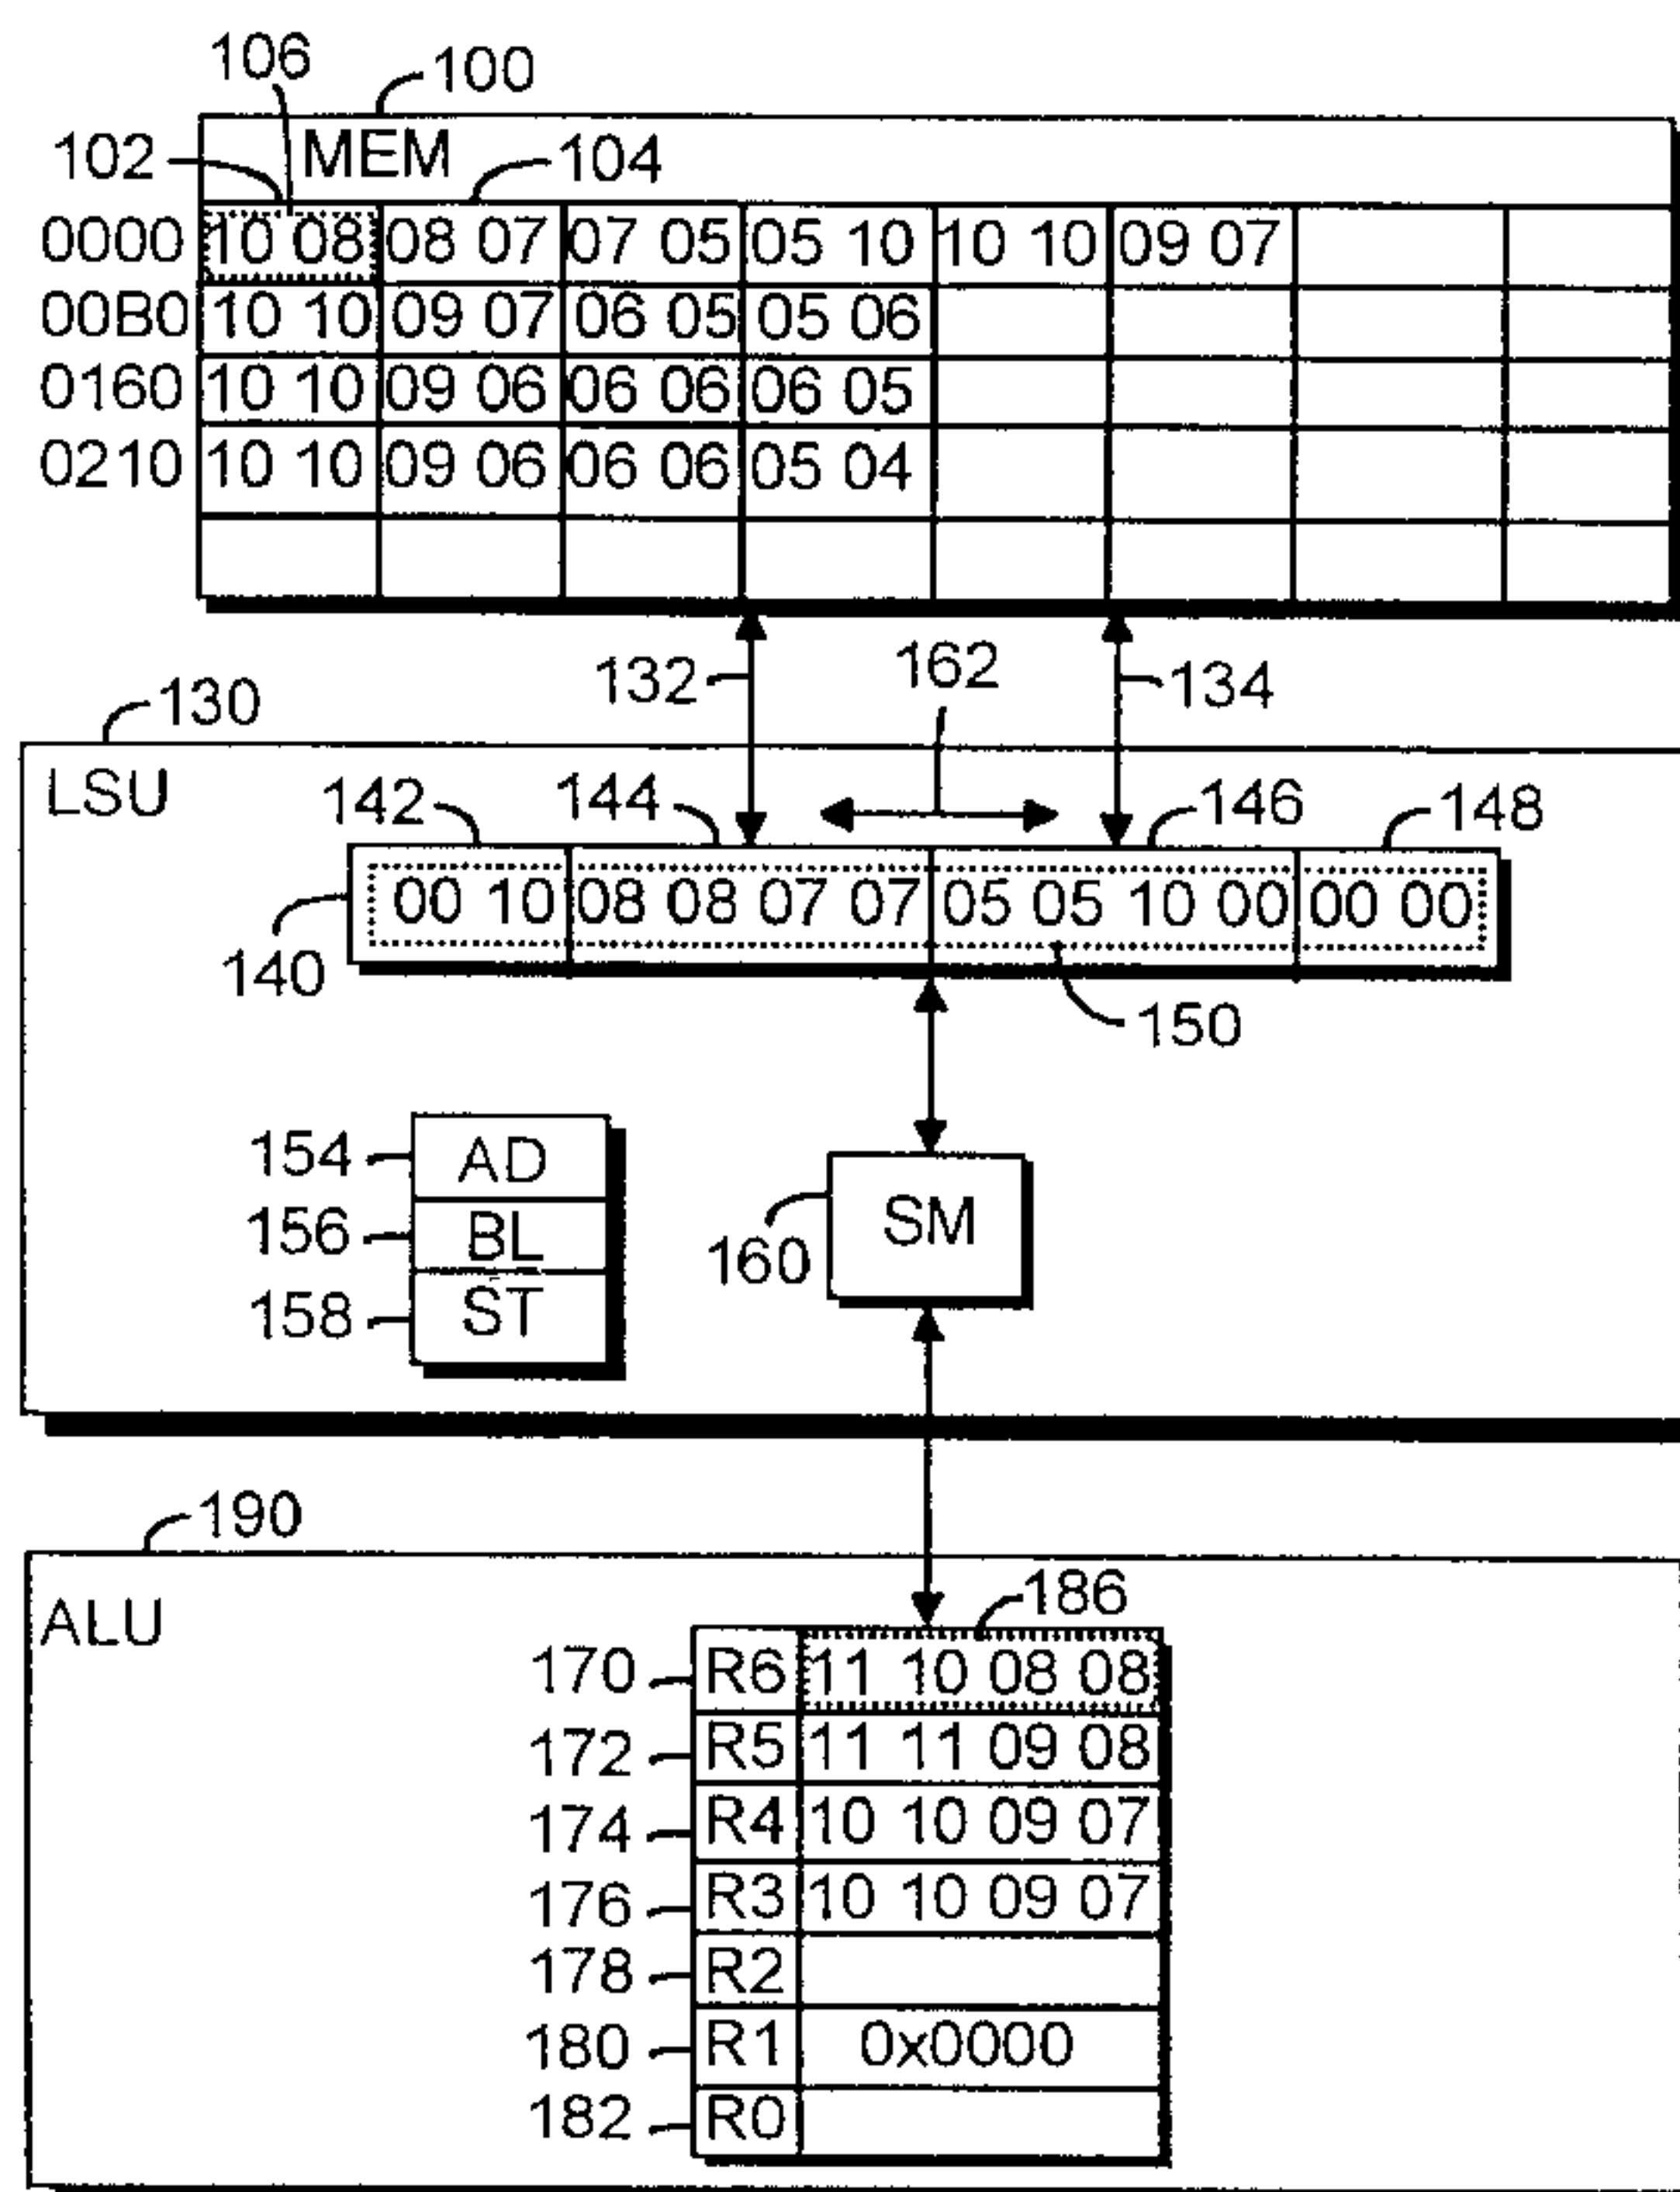 106 100
102 MEM 104
0000 10 08 08 07 07 05 05 10 10 10 09 07
00B0 10 10 09 07 06 05 05 06
0160 10 10 09 06 06 06 06 05
0210 10 10 09 06 06 06 05 04
132 162 134
130
LSU 142 144 146 148
00 10 08 08 07 07 05 05 10 00 00 00
140
150
154 AD
156 BL
158 ST
160 SM
190
ALU 186
170 R6 11 10 08 08
172 R5 11 11 09 08
174 R4 10 10 09 07
176 R3 10 10 09 07
178 R2
180 R1 0x0000
182 R0